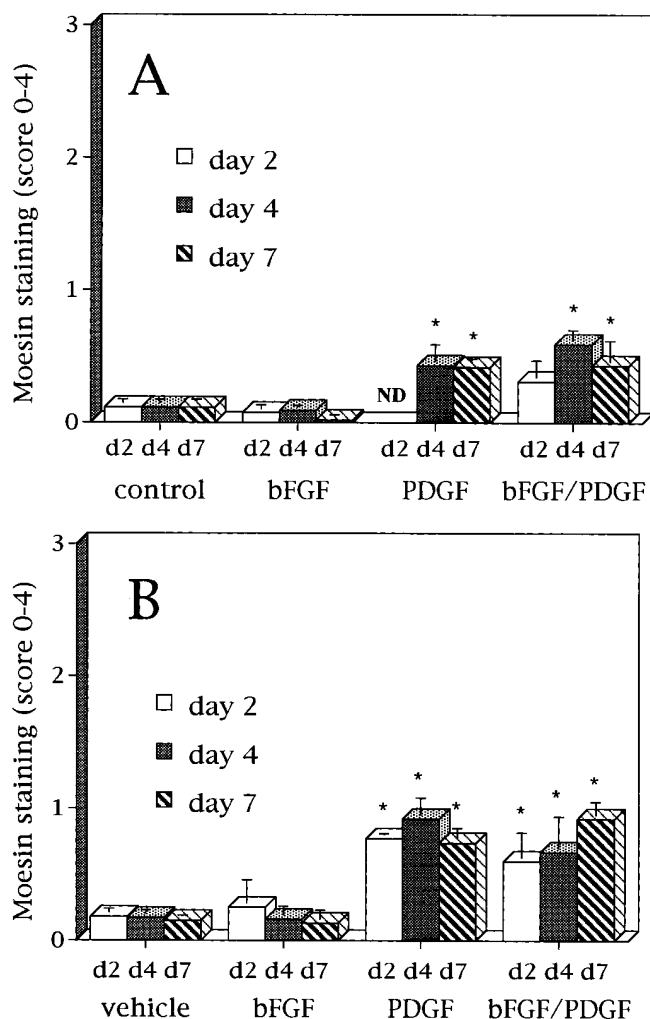 3
A
day 2
2
day 4
day 7
Moesin staining (score 0-4)
1
* * * *
ND
0
d2 d4 d7 d2 d4 d7 d2 d4 d7 d2 d4 d7
control bFGF PDGF bFGF/PDGF
3
B
day 2
2
day 4
day 7
Moesin staining (score 0-4)
1
* * * * * *
0
d2 d4 d7 d2 d4 d7 d2 d4 d7 d2 d4 d7
vehicle bFGF PDGF bFGF/PDGF